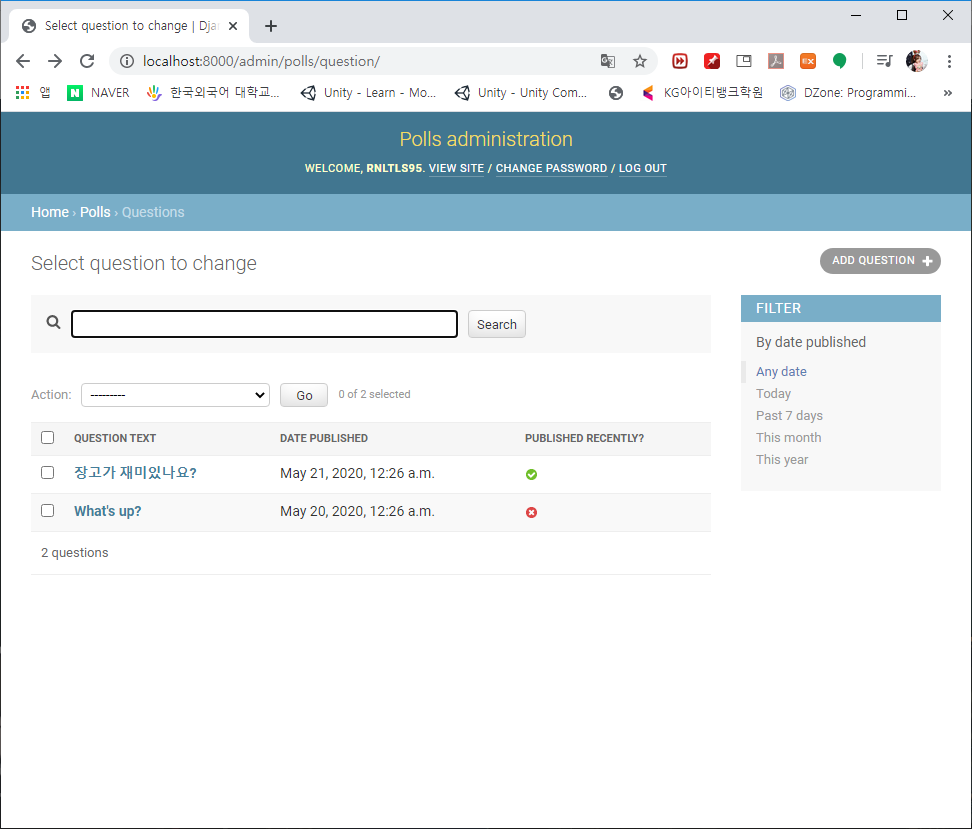 Select question to change | Dja
localhost:8000/admin/polls/question/
앱 NAVER 한국외국어 대학교... Unity - Learn - Mo... Unity - Unity Com... KG아이티뱅크학원 DZone: Programmi... »
Polls administration
WELCOME, RNLTLS95. VIEW SITE / CHANGE PASSWORD / LOG OUT
Home › Polls › Questions
Select question to change
ADD QUESTION +
Search
Action: --------- Go 0 of 2 selected
QUESTION TEXT DATE PUBLISHED PUBLISHED RECENTLY?
장고가 재미있나요? May 21, 2020, 12:26 a.m.
What's up? May 20, 2020, 12:26 a.m.
2 questions
FILTER
By date published
Any date
Today
Past 7 days
This month
This year